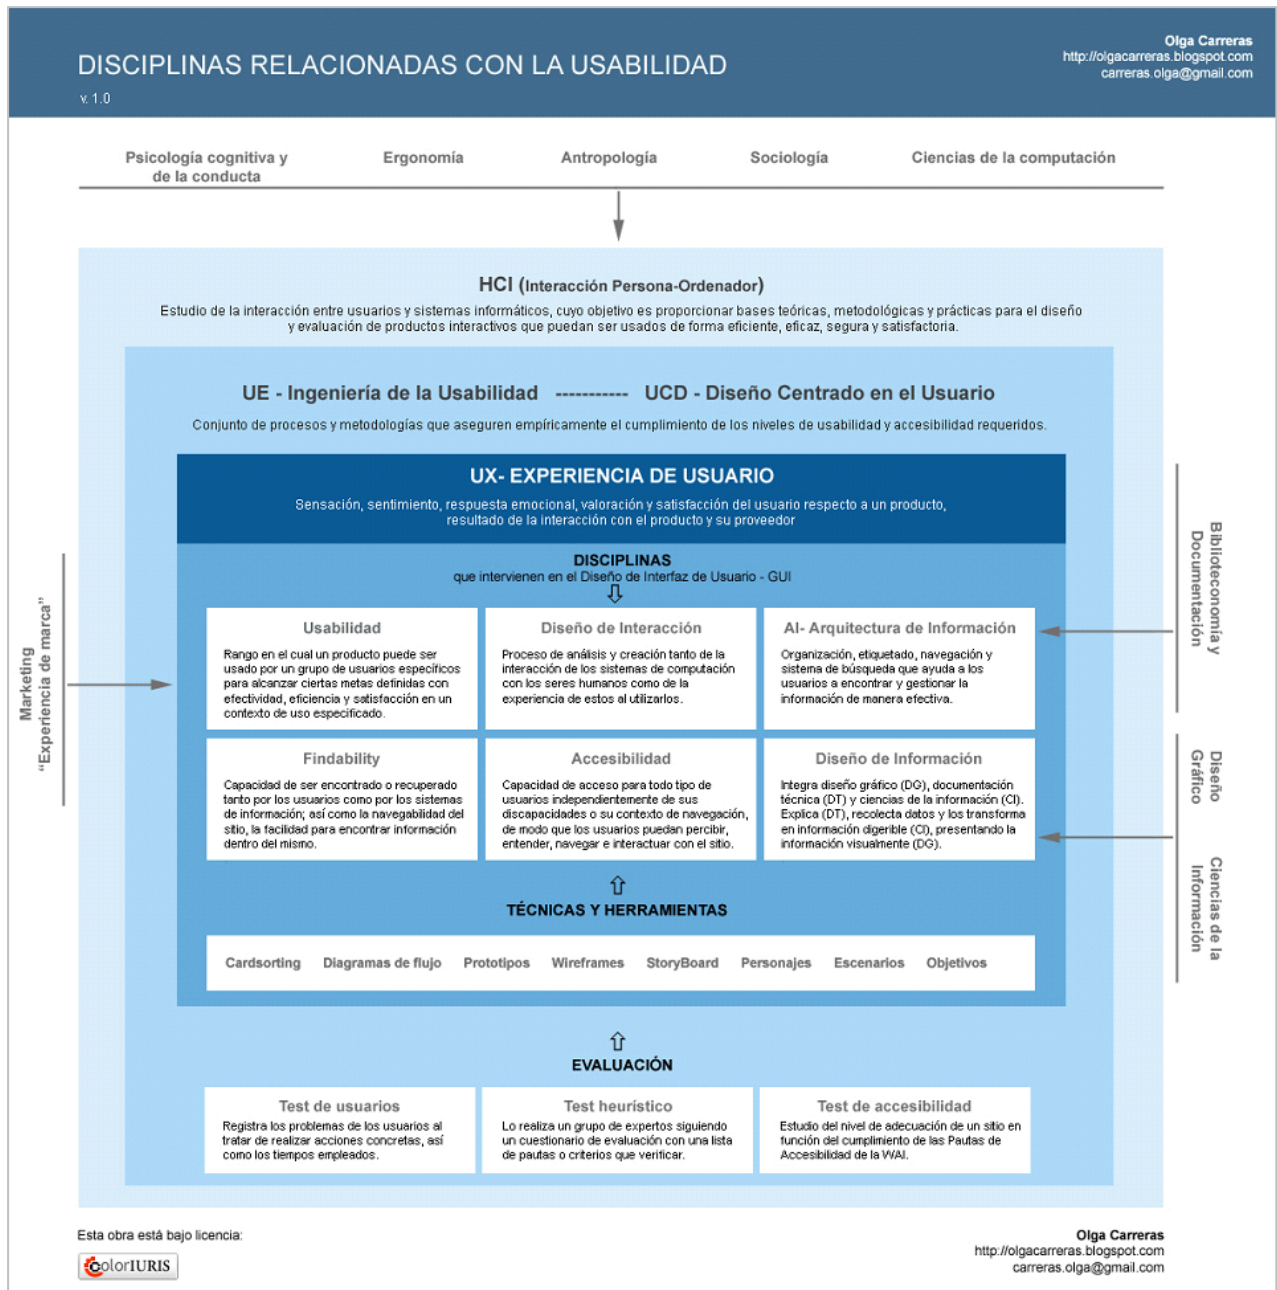 Olga Carreras
http://olgacarreras.blogspot.com
carreras.olga@gmail.com
DISCIPLINAS RELACIONADAS CON LA USABILIDAD
v. 1.0
Psicología cognitiva y
de la conducta
Ergonomía
Antropología
Sociología
Ciencias de la computación
HCI (Interacción Persona-Ordenador)
Estudio de la interacción entre usuarios y sistemas informáticos, cuyo objetivo es proporcionar bases teóricas, metodológicas y prácticas para el diseño
y evaluación de productos interactivos que puedan ser usados de forma eficiente, eficaz, segura y satisfactoria.
UE - Ingeniería de la Usabilidad ----------- UCD - Diseño Centrado en el Usuario
Conjunto de procesos y metodologías que aseguren empíricamente el cumplimiento de los niveles de usabilidad y accesibilidad requeridos.
UX- EXPERIENCIA DE USUARIO
Sensación, sentimiento, respuesta emocional, valoración y satisfacción del usuario respecto a un producto,
resultado de la interacción con el producto y su proveedor
DISCIPLINAS
que intervienen en el Diseño de Interfaz de Usuario - GUI
Usabilidad
Rango en el cual un producto puede ser
usado por un grupo de usuarios específicos
para alcanzar ciertas metas definidas con
efectividad, eficiencia y satisfacción en un
contexto de uso especificado.
Diseño de Interacción
Proceso de análisis y creación tanto de la
interacción de los sistemas de computación
con los seres humanos como de la
experiencia de estos al utilizarlos.
AI- Arquitectura de Información
Organización, etiquetado, navegación y
sistema de búsqueda que ayuda a los
usuarios a encontrar y gestionar la
información de manera efectiva.
Findability
Capacidad de ser encontrado o recuperado
tanto por los usuarios como por los sistemas
de información; así como la navegabilidad del
sitio, la facilidad para encontrar información
dentro del mismo.
Accesibilidad
Capacidad de acceso para todo tipo de
usuarios independientemente de sus
discapacidades o su contexto de navegación,
de modo que los usuarios puedan percibir,
entender, navegar e interactuar con el sitio.
Diseño de Información
Integra diseño gráfico (DG), documentación
técnica (DT) y ciencias de la información (CI).
Explica (DT), recolecta datos y los transforma
en información digerible (CI), presentando la
información visualmente (DG).
TÉCNICAS Y HERRAMIENTAS
Cardsorting Diagramas de flujo Prototipos Wireframes StoryBoard Personajes Escenarios Objetivos
EVALUACIÓN
Test de usuarios
Registra los problemas de los usuarios al
tratar de realizar acciones concretas, así
como los tiempos empleados.
Test heurístico
Lo realiza un grupo de expertos siguiendo
un cuestionario de evaluación con una lista
de pautas o criterios que verificar.
Test de accesibilidad
Estudio del nivel de adecuación de un sitio en
función del cumplimiento de las Pautas de
Accesibilidad de la WAI.
Marketing
"Experiencia de marca"
Biblioteconomía y
Documentación
Diseño
Gráfico
Ciencias de la
Información
Esta obra está bajo licencia:
colorIURIS
Olga Carreras
http://olgacarreras.blogspot.com
carreras.olga@gmail.com